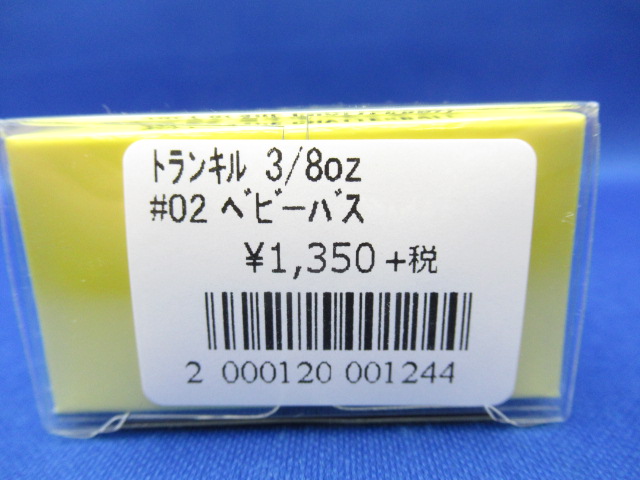 ﾄﾗﾝｷﾙ 3/8oz
#02 ﾍﾞﾋﾞｰﾊﾞｽ
¥1,350 +税
2 000120 001244